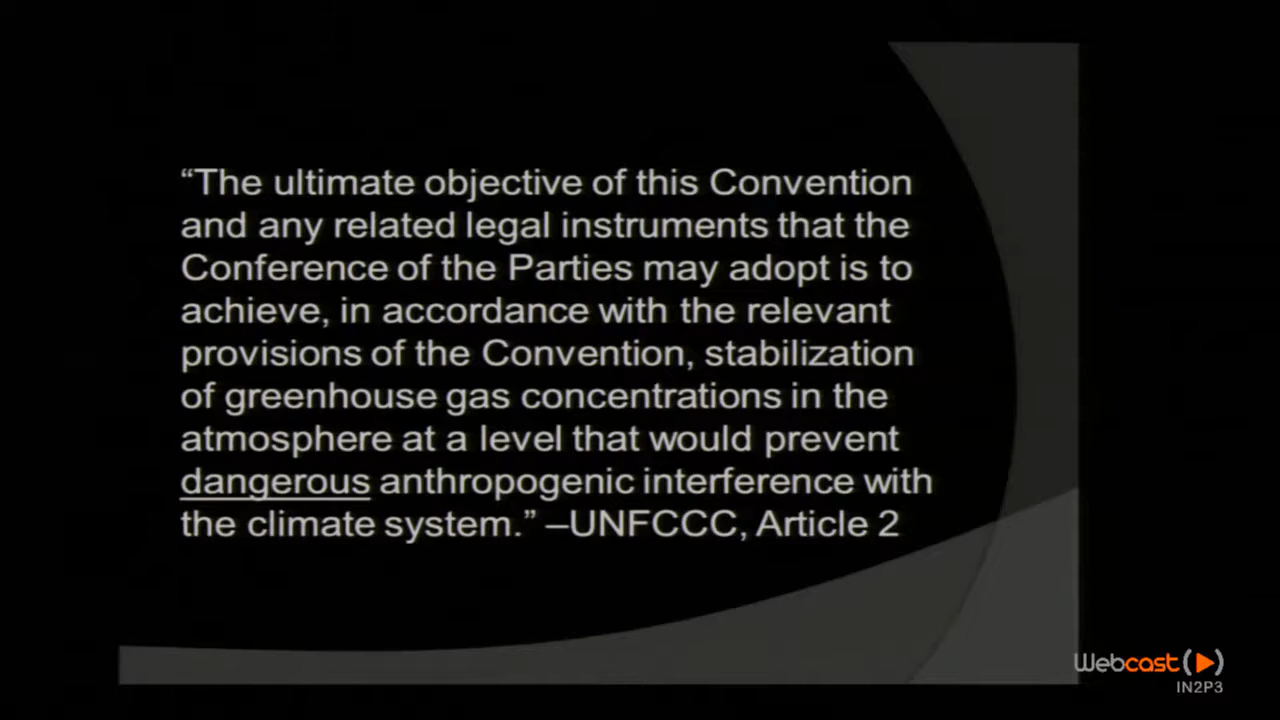 “The ultimate objective of this Convention
and any related legal instruments that the
Conference of the Parties may adopt is to
achieve, in accordance with the relevant
provisions of the Convention, stabilization
of greenhouse gas concentrations in the
atmosphere at a level that would prevent
dangerous anthropogenic interference with
the climate system.” –UNFCCC, Article 2
Webcast
IN2P3